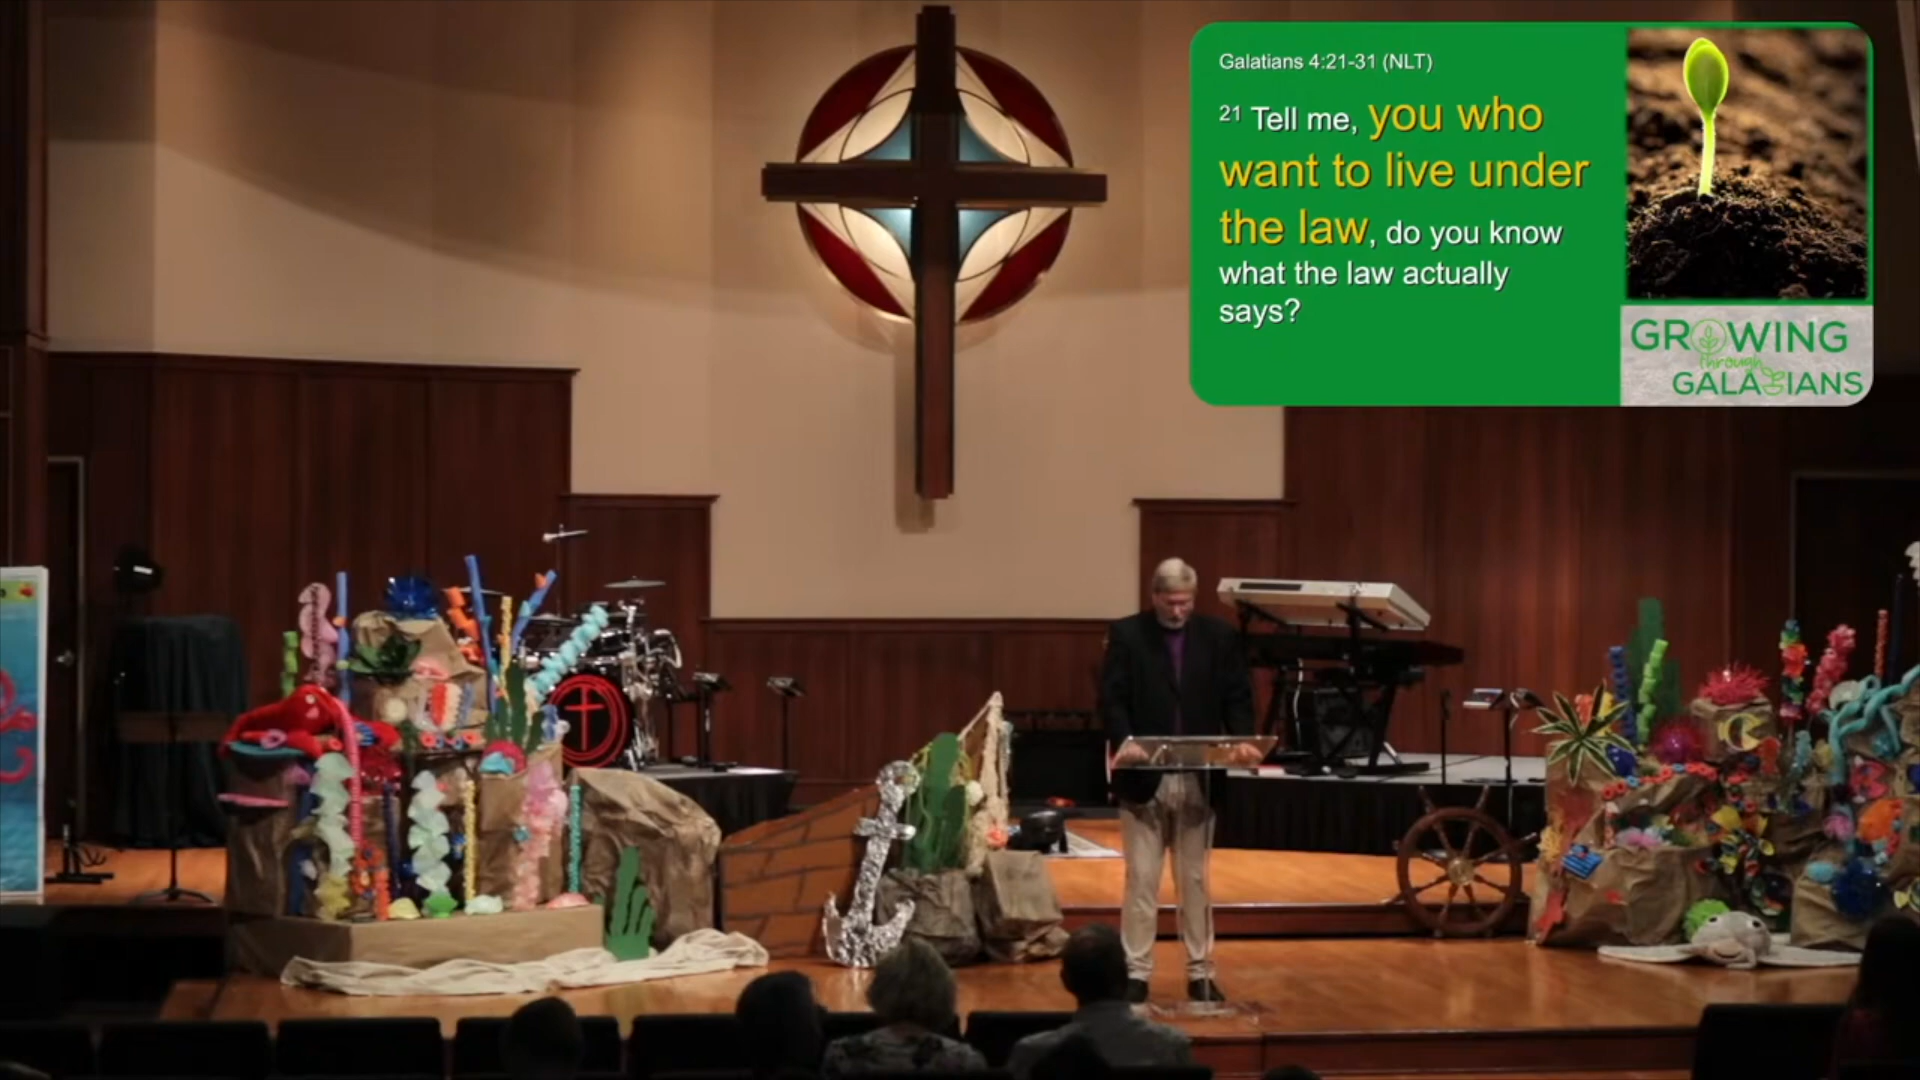 Galatians 4:21-31 (NLT)
21 Tell me, you who
want to live under
the law, do you know
what the law actually
says?
GROWING
through
GALATIANS